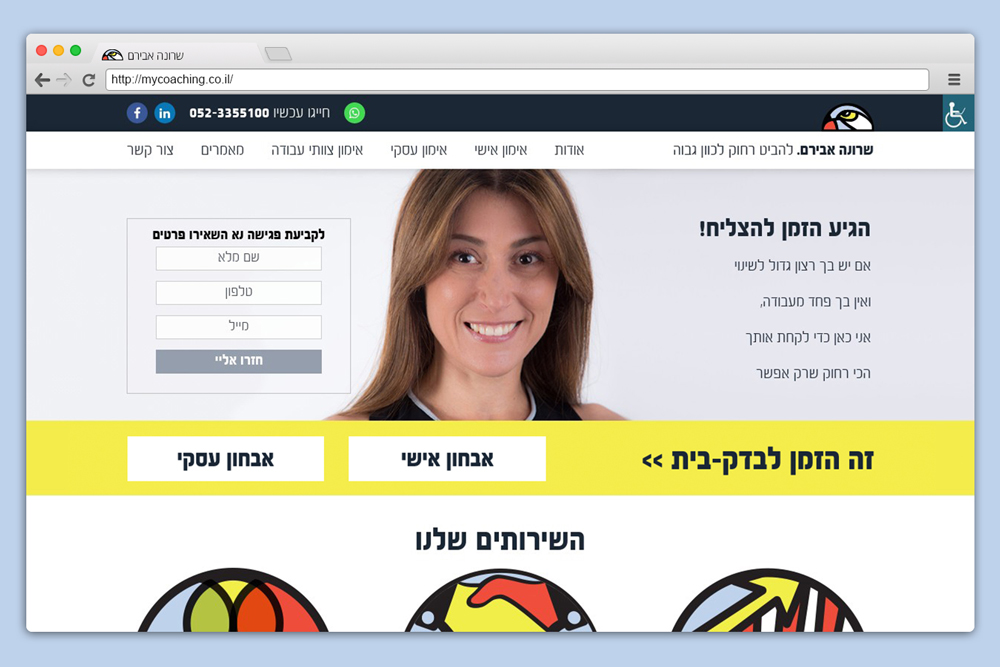 שרונה אבירם
http://mycoaching.co.il/
חייגו עכשיו 052-3355100
שרונה אבירם. להביט רחוק לכוון גבוה
אודות
אימון אישי
אימון עסקי
אימון צוותי עבודה
מאמרים
צור קשר
הגיע הזמן להצליח!
אם יש בך רצון גדול לשינוי
ואין בך פחד מעבודה,
אני כאן כדי לקחת אותך
הכי רחוק שרק אפשר
לקביעת פגישה נא השאירו פרטים
שם מלא
טלפון
מייל
חזרו אליי
זה הזמן לבדק-בית >>
אבחון אישי
אבחון עסקי
השירותים שלנו